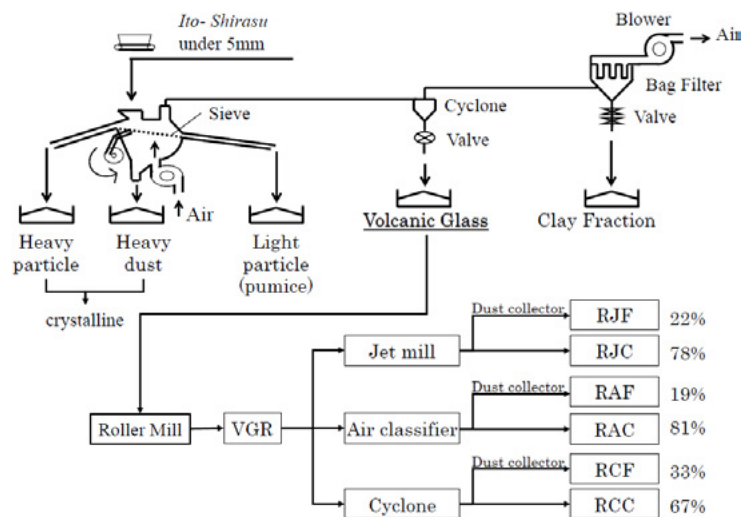 Ito- Shirasu
under 5mm
Blower
Air
Bag Filter
Sieve
Cyclone
Valve
Valve
Air
Heavy
particle
Heavy
dust
Light
particle
(pumice)
Volcanic Glass
Clay Fraction
crystalline
Dust collector
RJF
22%
Jet mill
RJC
78%
Dust collector
RAF
19%
Roller Mill
VGR
Air classifier
RAC
81%
Dust collector
RCF
33%
Cyclone
RCC
67%